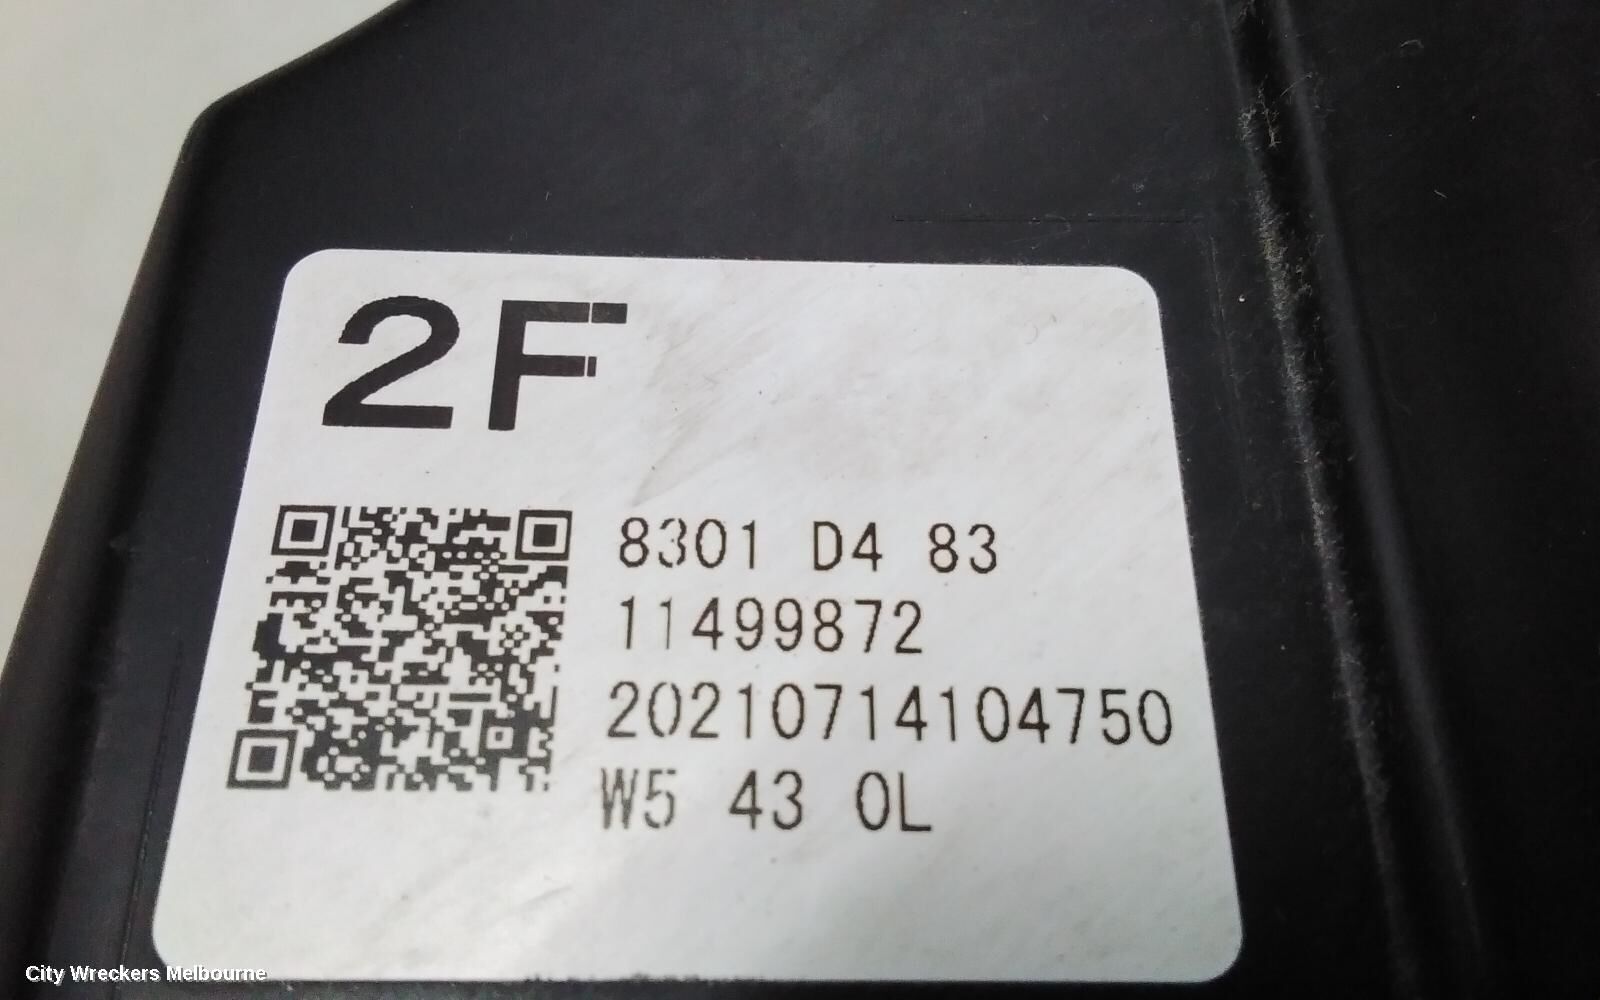 2F
8301 D4 83
11499872
20210714104750
W5 43 0L
City Wreckers Melbourne